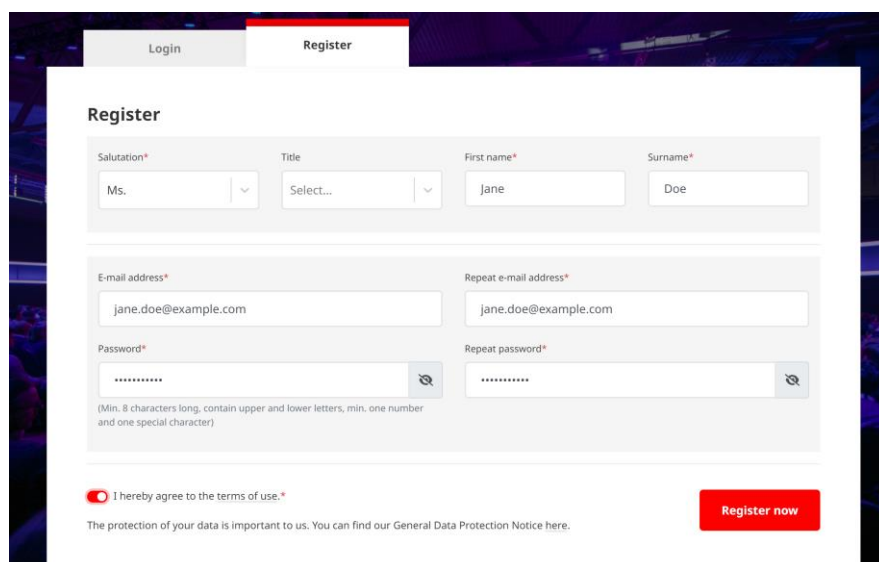 Login
Register
Register
Salutation*
Title
First name*
Surname*
Ms.
Select...
Jane
Doe
E-mail address*
Repeat e-mail address*
jane.doe@example.com
jane.doe@example.com
Password*
Repeat password*
•••••••••••
•••••••••••
(Min. 8 characters long, contain upper and lower letters, min. one number
and one special character)
I hereby agree to the terms of use.*
Register now
The protection of your data is important to us. You can find our General Data Protection Notice here.